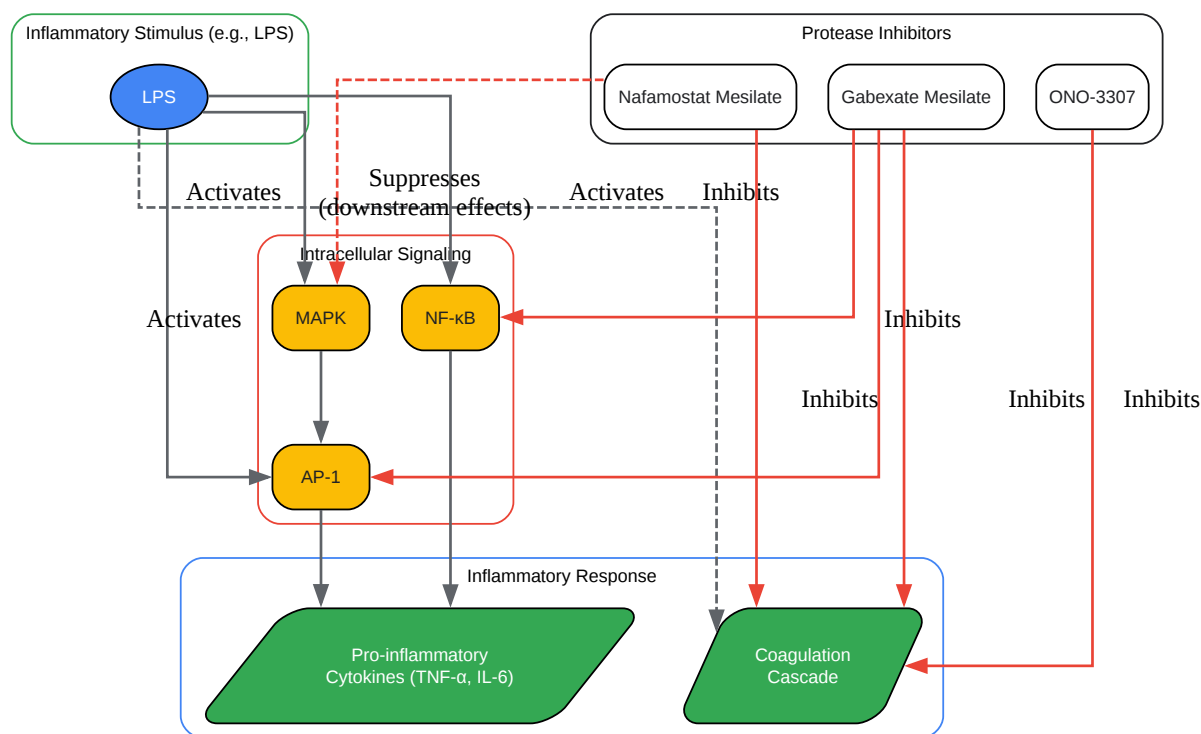 Inflammatory Stimulus (e.g., LPS)
Protease Inhibitors
LPS
Nafamostat Mesilate
Gabexate Mesilate
ONO-3307
Activates
Suppresses
(downstream effects)
Activates
Inhibits
Intracellular Signaling
MAPK
NF-κB
Activates
Inhibits
Inhibits
Inhibits
Inhibits
AP-1
Inflammatory Response
Pro-inflammatory
Cytokines (TNF-α, IL-6)
Coagulation
Cascade